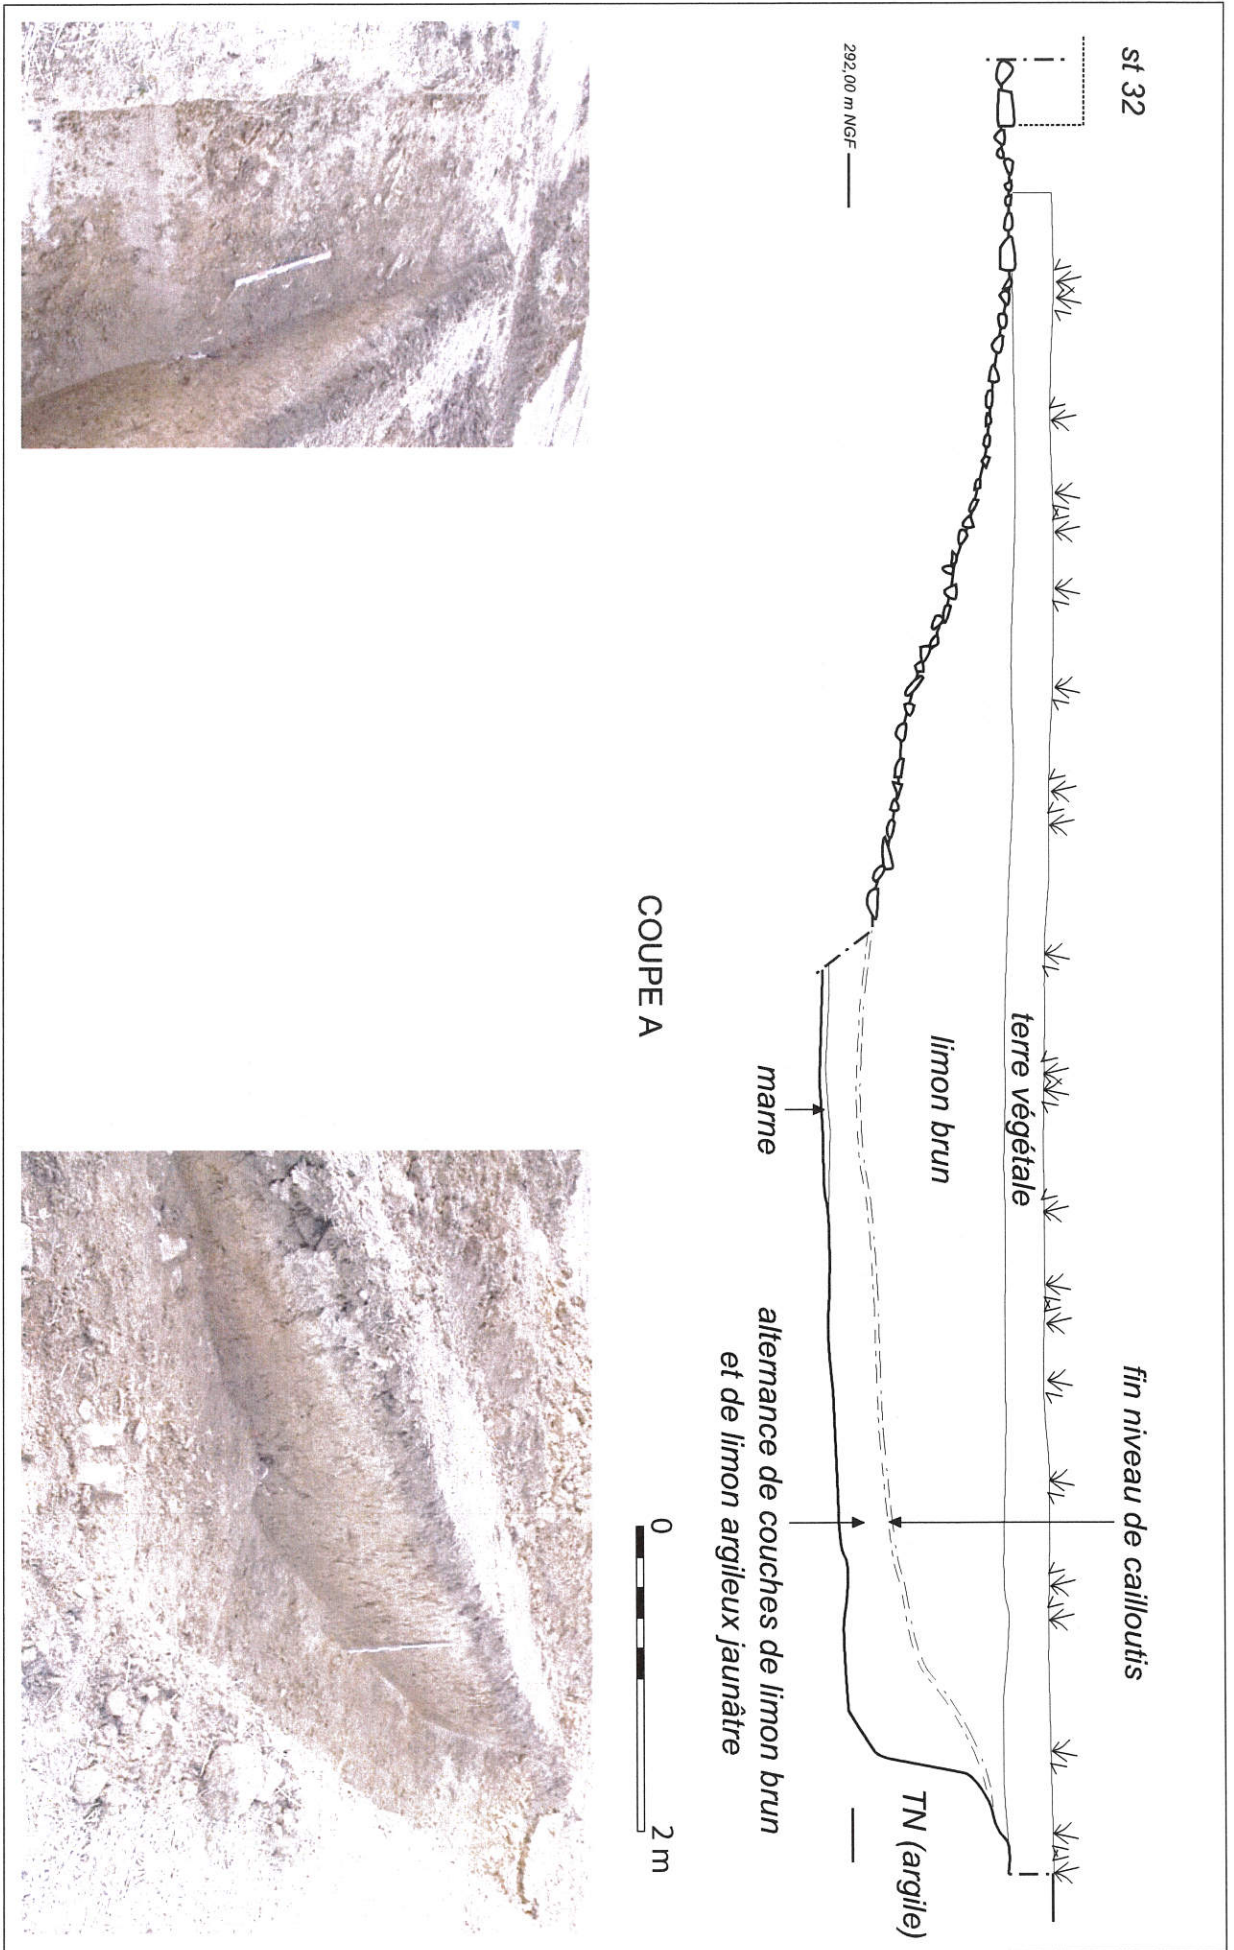 st 32
fin niveau de cailloutis
terre végétale
limon brun
TN (argile)
292,00 m NGF
marne
alternance de couches de limon brun
et de limon argileux jaunâtre
COUPE A
0
2 m